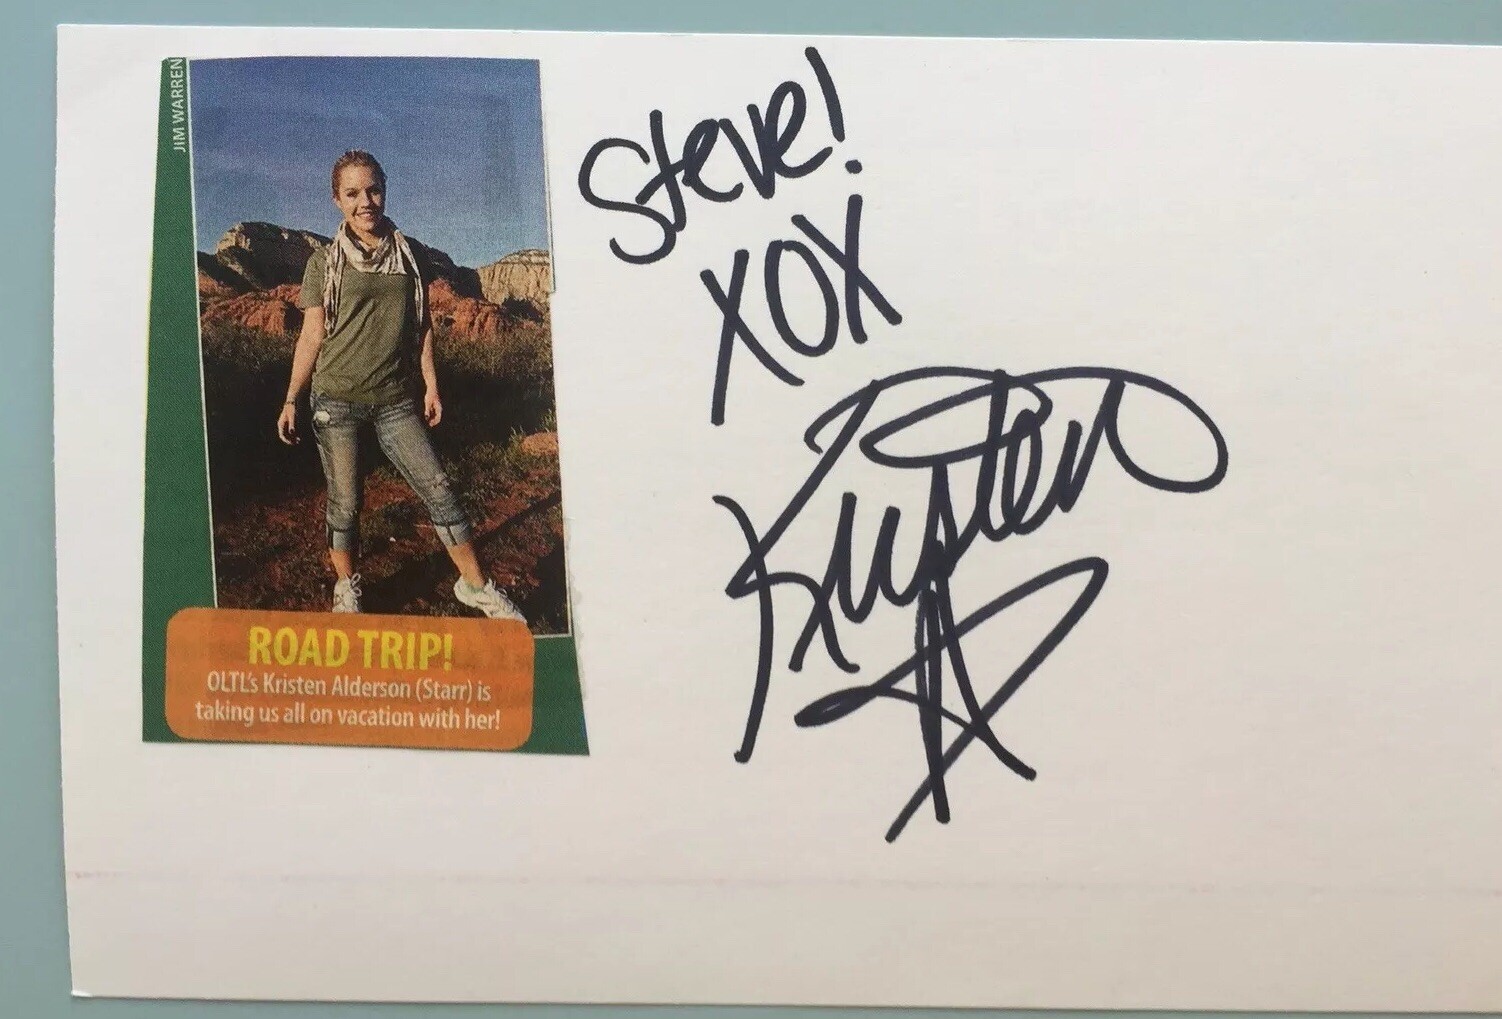 JIM WARREN
Steve!
XOX
Kristen
ROAD TRIP!
OLTL's Kristen Alderson (Starr) is
taking us all on vacation with her!